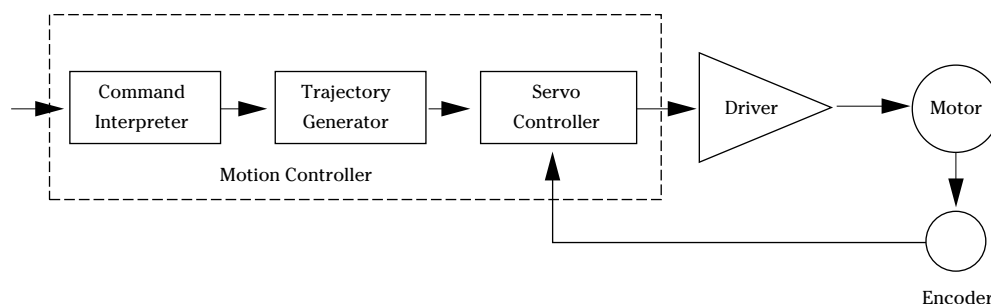 Command
Interpreter
Trajectory
Generator
Servo
Controller
Driver
Motor
Motion Controller
Encoder